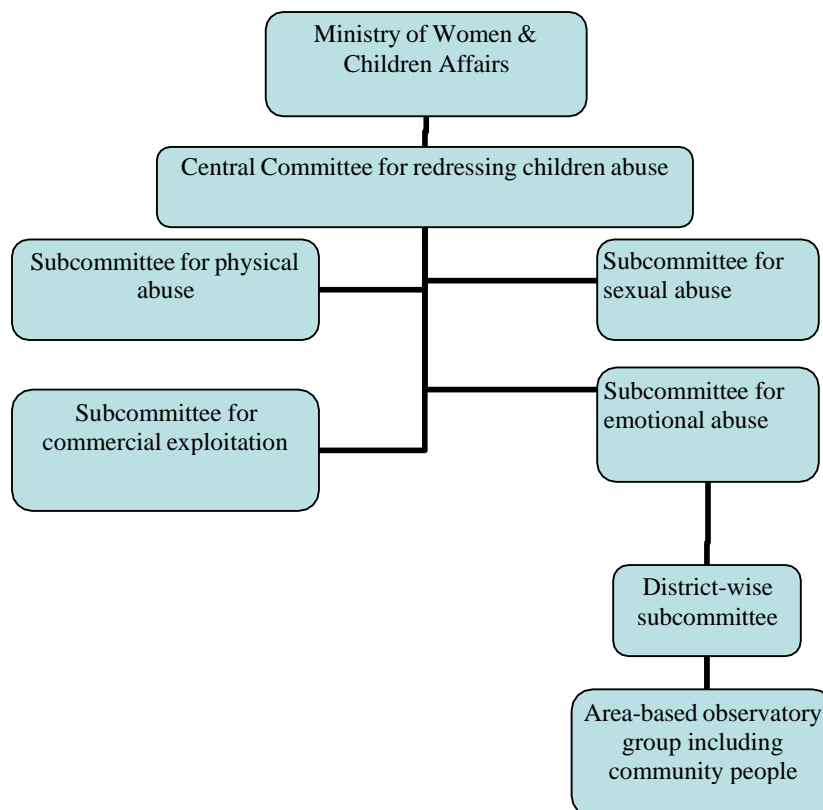 Ministry of Women &
Children Affairs
Central Committee for redressing children abuse
Subcommittee for physical
abuse
Subcommittee for
sexual abuse
Subcommittee for
commercial exploitation
Subcommittee for
emotional abuse
District-wise
subcommittee
Area-based observatory
group including
community people